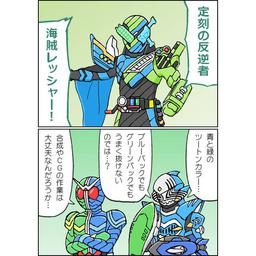 定刻の反逆者
海賊レッシャー！
青と緑の
ツートンカラー…
ブルーバックでも
グリーンバックでも
うまく抜けない
のでは…？
合成やCGの作業は
大丈夫なんだろうか…